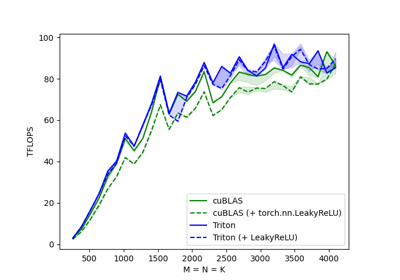 100
80
60
40
20
0
TFLOPS
500 1000 1500 2000 2500 3000 3500 4000
M = N = K
cuBLAS
cuBLAS (+ torch.nn.LeakyReLU)
Triton
Triton (+ LeakyReLU)